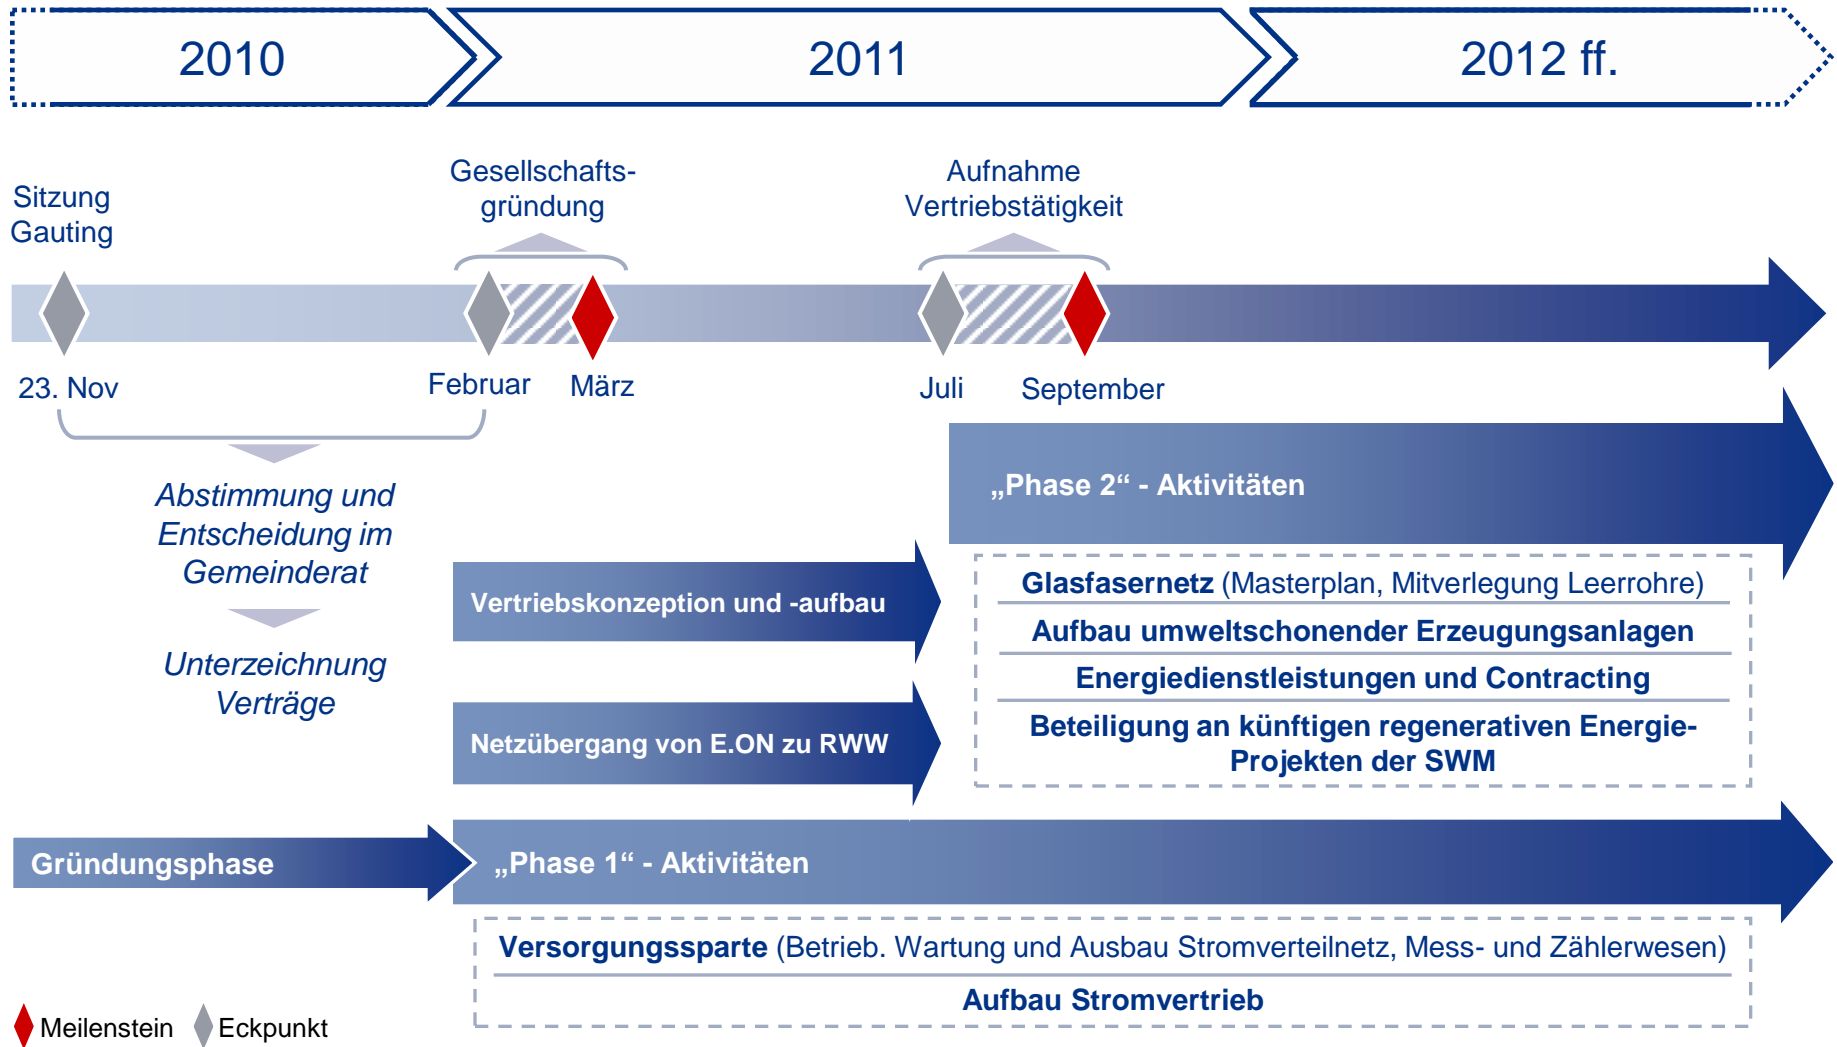 2010
2011
2012 ff.
Sitzung
Gauting
Gesellschafts-
gründung
Aufnahme
Vertriebstätigkeit
23. Nov
Februar
März
Juli
September
Abstimmung und
Entscheidung im
Gemeinderat
Unterzeichnung
Verträge
„Phase 2“ - Aktivitäten
Vertriebskonzeption und -aufbau
Netzübergang von E.ON zu RWW
Glasfasernetz (Masterplan, Mitverlegung Leerrohre)
Aufbau umweltschonender Erzeugungsanlagen
Energiedienstleistungen und Contracting
Beteiligung an künftigen regenerativen Energie-
Projekten der SWM
Gründungsphase
„Phase 1“ - Aktivitäten
Versorgungssparte (Betrieb. Wartung und Ausbau Stromverteilnetz, Mess- und Zählerwesen)
Aufbau Stromvertrieb
Meilenstein
Eckpunkt